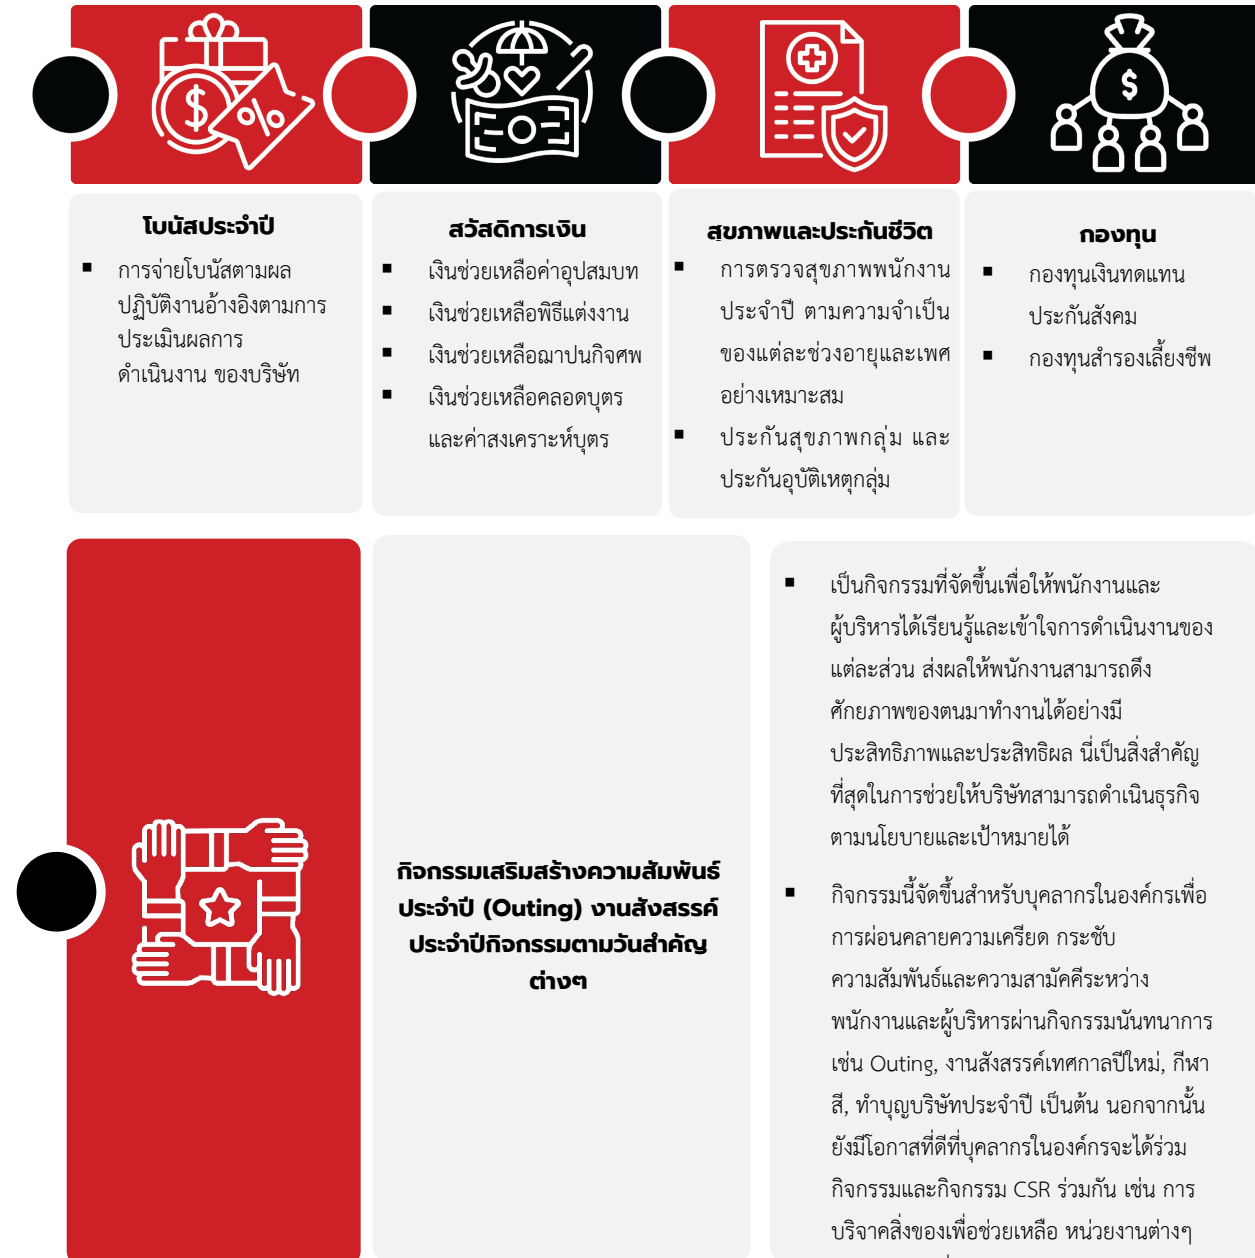 โบนัสประจำปี
การจ่ายโบนัสตามผล
ปฏิบัติงานอ้างอิงตามการ
ประเมินผลการ
ดำเนินงาน ของบริษัท
สวัสดิการเงิน
เงินช่วยเหลือค่าอุปสมบท
เงินช่วยเหลือพิธีแต่งงาน
เงินช่วยเหลือฌาปนกิจศพ
เงินช่วยเหลือคลอดบุตร
และค่าสงเคราะห์บุตร
สุขภาพและประกันชีวิต
การตรวจสุขภาพพนักงาน
ประจำปี ตามความจำเป็น
ของแต่ละช่วงอายุและเพศ
อย่างเหมาะสม
ประกันสุขภาพกลุ่ม และ
ประกันอุบัติเหตุกลุ่ม
กองทุน
กองทุนเงินทดแทน
ประกันสังคม
กองทุนสำรองเลี้ยงชีพ
กิจกรรมเสริมสร้างความสัมพันธ์
ประจำปี (Outing) งานสังสรรค์
ประจำปีกิจกรรมตามวันสำคัญ
ต่างๆ
เป็นกิจกรรมที่จัดขึ้นเพื่อให้พนักงานและ
ผู้บริหารได้เรียนรู้และเข้าใจการดำเนินงานของ
แต่ละส่วน ส่งผลให้พนักงานสามารถดึง
ศักยภาพของตนมาทำงานได้อย่างมี
ประสิทธิภาพและประสิทธิผล นี่เป็นสิ่งสำคัญ
ที่สุดในการช่วยให้บริษัทสามารถดำเนินธุรกิจ
ตามนโยบายและเป้าหมายได้
กิจกรรมนี้จัดขึ้นสำหรับบุคลากรในองค์กรเพื่อ
การผ่อนคลายความเครียด กระชับ
ความสัมพันธ์และความสามัคคีระหว่าง
พนักงานและผู้บริหารผ่านกิจกรรมนันทนาการ
เช่น Outing, งานสังสรรค์เทศกาลปีใหม่, กีฬา
สี, ทำบุญบริษัทประจำปี เป็นต้น นอกจากนั้น
ยังมีโอกาสที่ดีที่บุคลากรในองค์กรจะได้ร่วม
กิจกรรมและกิจกรรม CSR ร่วมกัน เช่น การ
บริจาคสิ่งของเพื่อช่วยเหลือ หน่วยงานต่างๆ